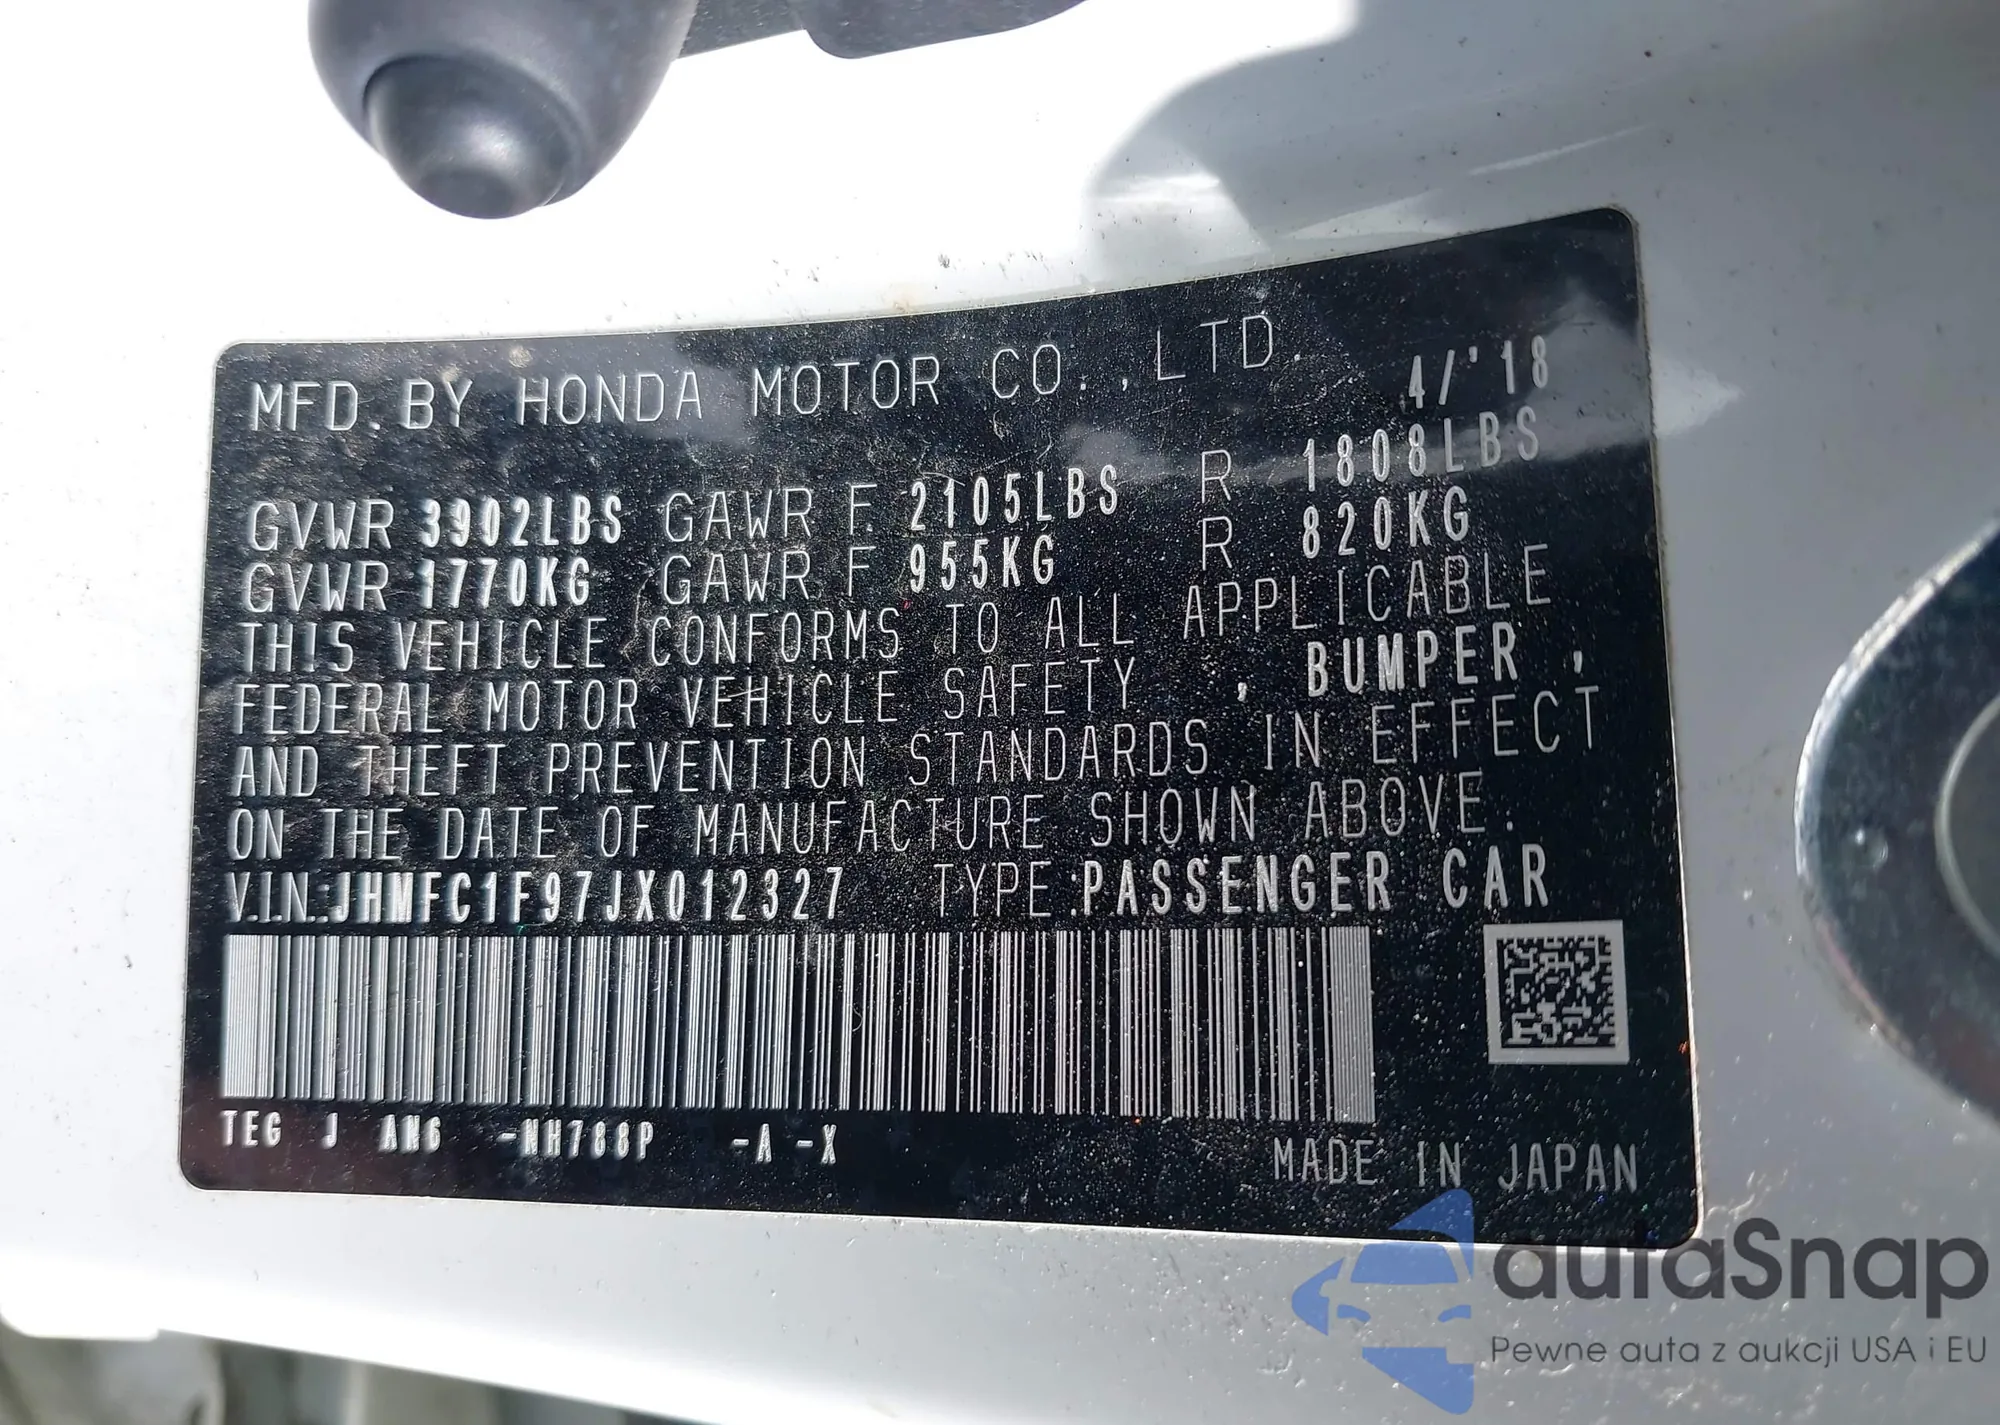 MFD. BY HONDA MOTOR CO., LTD. 4/'18
GVWR 3902LBS GAWR F 2105LBS R 1808LBS
GVWR 1770KG GAWR F 955KG R 820KG
THIS VEHICLE CONFORMS TO ALL APPLICABLE
FEDERAL MOTOR VEHICLE SAFETY , BUMPER ,
AND THEFT PREVENTION STANDARDS IN EFFECT
ON THE DATE OF MANUFACTURE SHOWN ABOVE.
V.I.N.:JHMFC1F97JX012327 TYPE:PASSENGER CAR
TEG J AN6 -NH788P -A -X
MADE IN JAPAN
autaSnap
Pewne auta z aukcji USA i EU